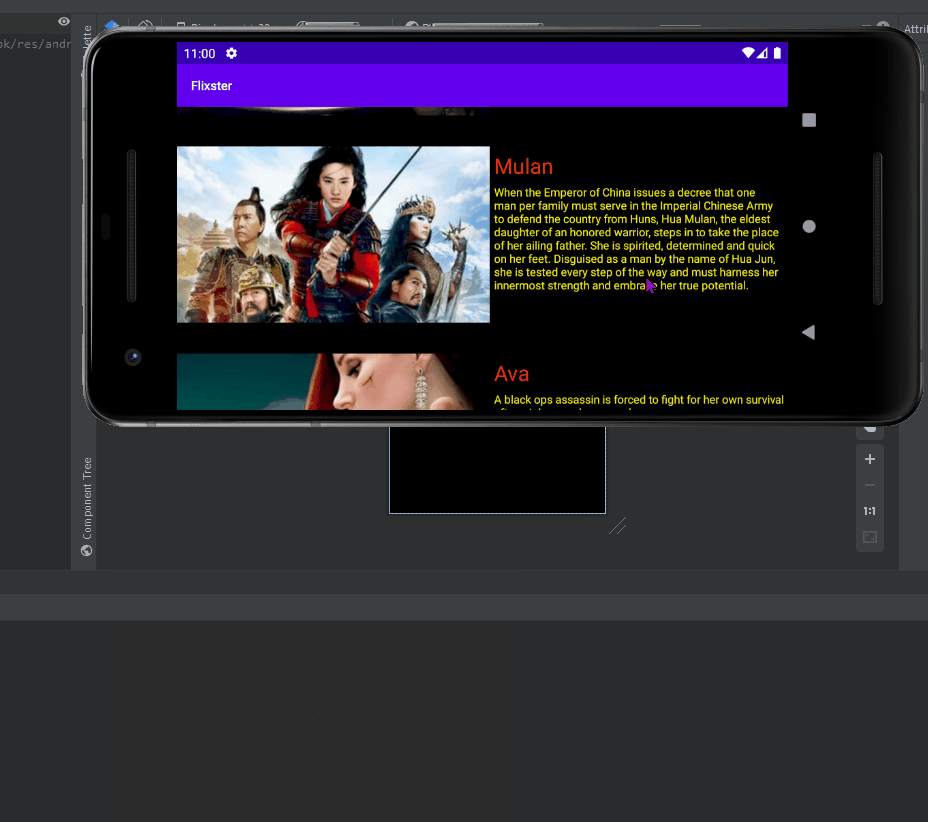 ok/res/andr
11:00
Flixster
Mulan
When the Emperor of China issues a decree that one
man per family must serve in the Imperial Chinese Army
to defend the country from Huns, Hua Mulan, the eldest
daughter of an honored warrior, steps in to take the place
of her ailing father. She is spirited, determined and quick
on her feet. Disguised as a man by the name of Hua Jun,
she is tested every step of the way and must harness her
innermost strength and embrace her true potential.
Ava
A black ops assassin is forced to fight for her own survival
Attri
Component Tree
1:1